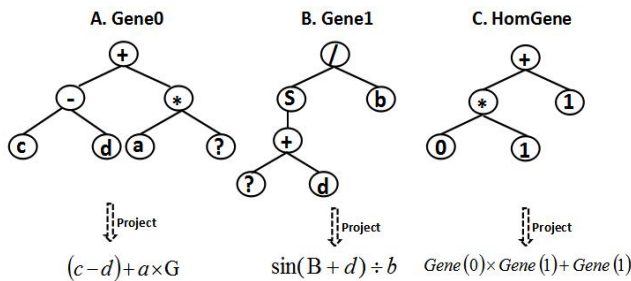 A. Gene0
B. Gene1
C. HomGene
+
-
*
c
d
a
?
/
S
b
+
?
d
+
*
1
0
1
Project
Project
Project
(c-d)+a×G
sin(B+d)÷b
Gene(0)×Gene(1)+Gene(1)